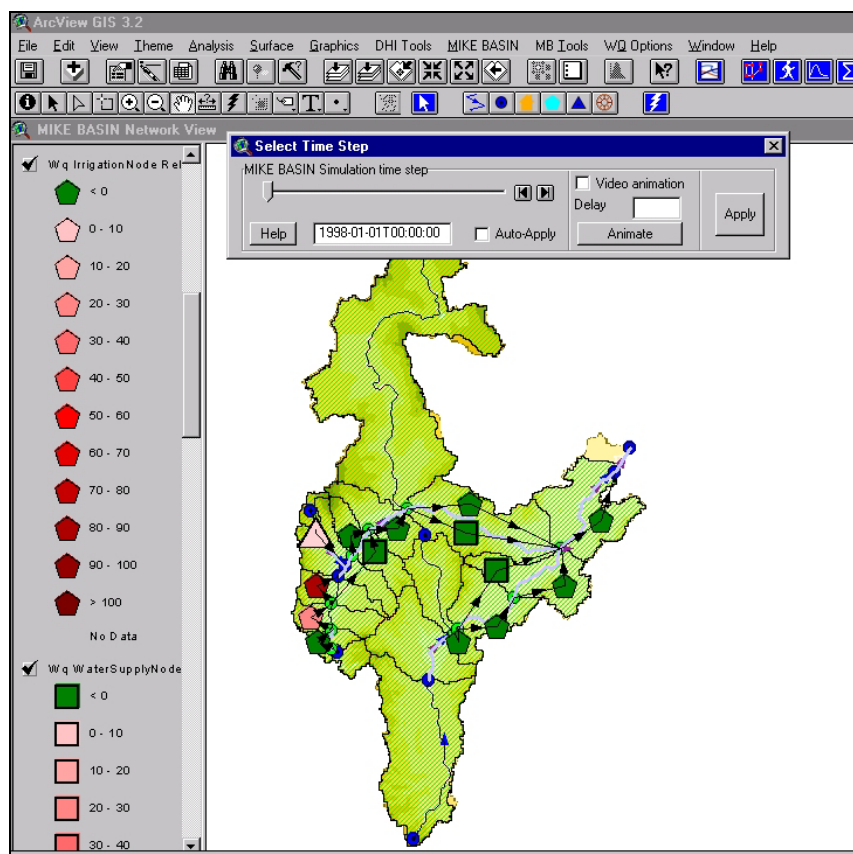 ArcView GIS 3.2
File Edit View Theme Analysis Surface Graphics DHI Tools MIKE BASIN MB Tools WQ Options Window Help
MIKE BASIN Network View
Select Time Step
MIKE BASIN Simulation time step
Video animation
Delay
Apply
Help
1998-01-01T00:00:00
Auto-Apply
Animate
Wq IrrigationNode Rel
< 0
0 - 10
10 - 20
20 - 30
30 - 40
40 - 50
50 - 60
60 - 70
70 - 80
80 - 90
90 - 100
> 100
No Data
Wq WaterSupplyNode
< 0
0 - 10
10 - 20
20 - 30
30 - 40